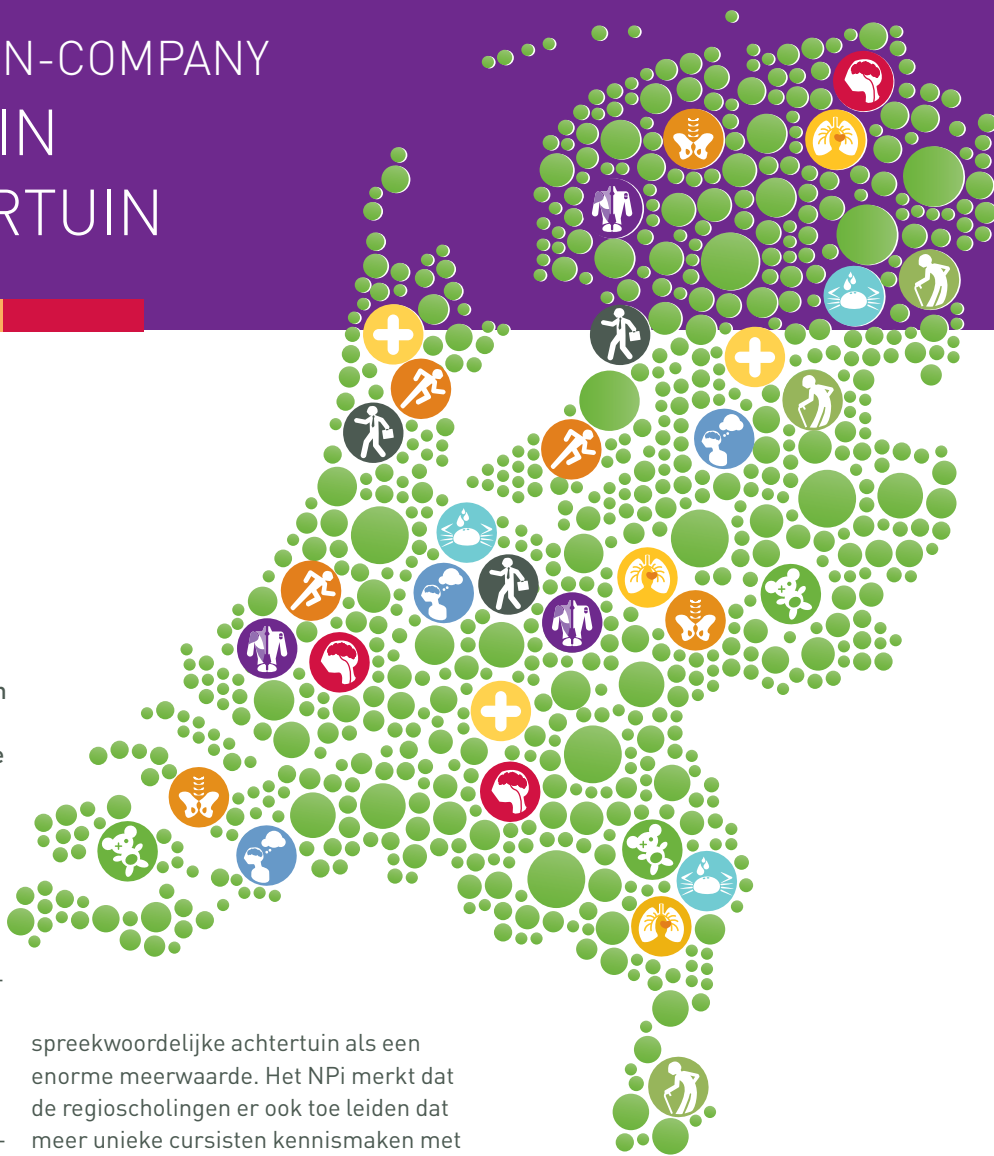 N-COMPANY
IN
RTUIN
n
e
-
-
spreekwoordelijke achtertuin als een
enorme meerwaarde. Het NPi merkt dat
de regioscholingen er ook toe leiden dat
meer unieke cursisten kennismaken met